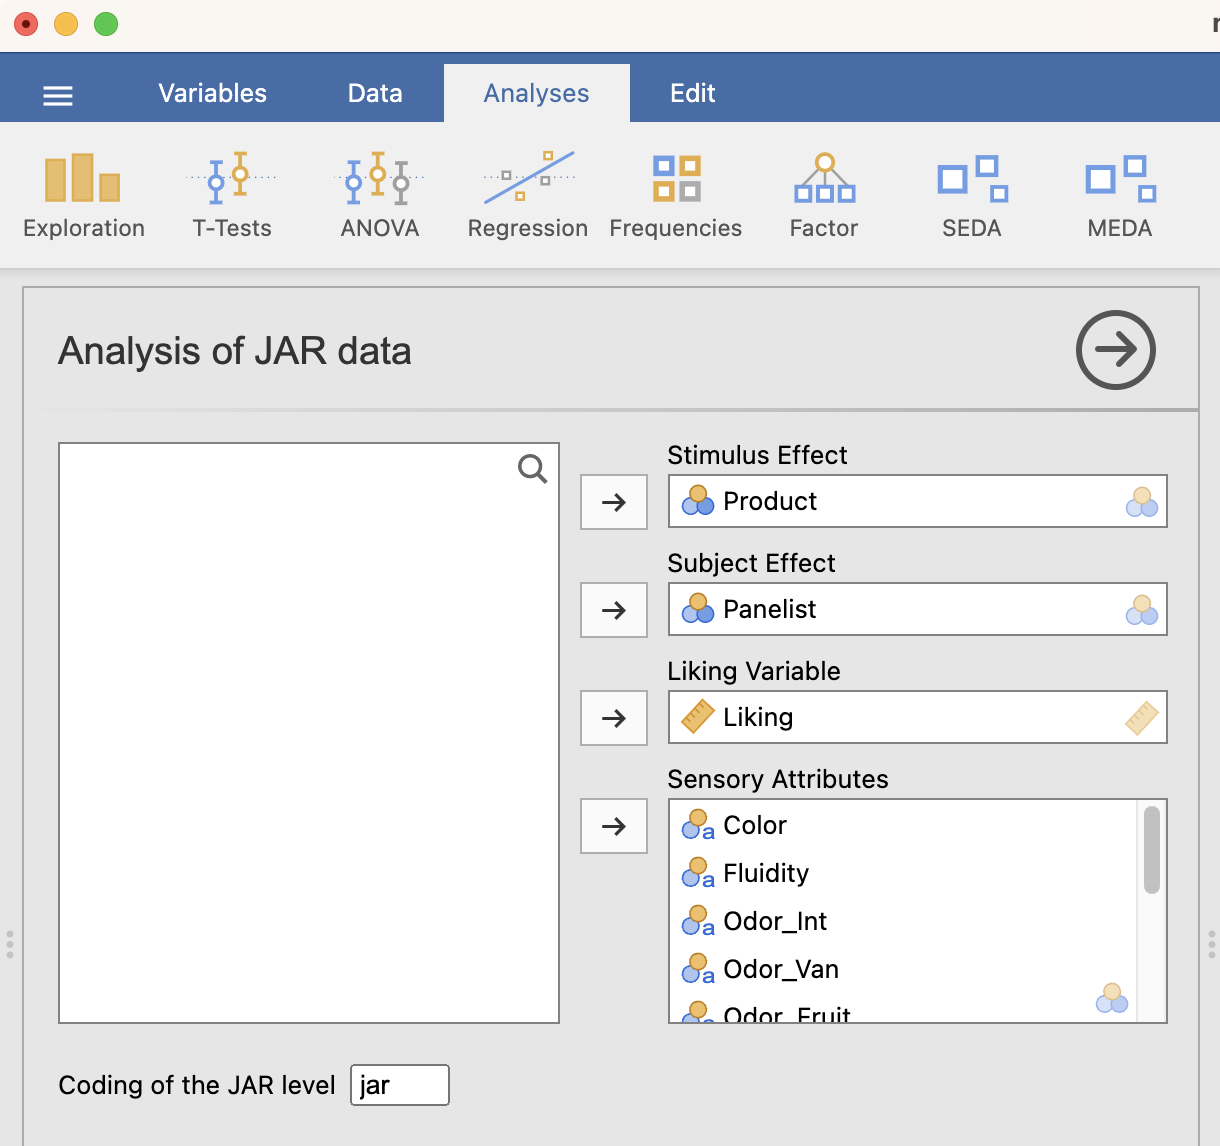 Variables Data Analyses Edit
Exploration T-Tests ANOVA Regression Frequencies Factor SEDA MEDA
Analysis of JAR data
Stimulus Effect
Product
Subject Effect
Panelist
Liking Variable
Liking
Sensory Attributes
a Color
a Fluidity
a Odor_Int
a Odor_Van
Odor_Fruit
Coding of the JAR level jar